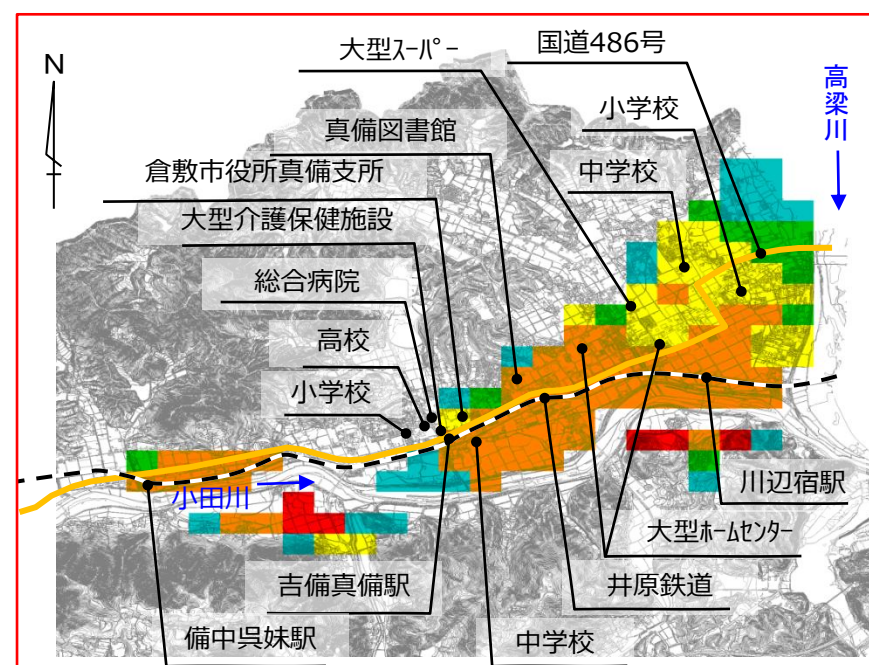 N
大型ｽｰﾊﾟｰ
国道486号
高梁川
小学校
真備図書館
中学校
倉敷市役所真備支所
大型介護保健施設
総合病院
高校
小学校
小田川
川辺宿駅
大型ﾎｰﾑｾﾝﾀｰ
吉備真備駅
井原鉄道
備中呉妹駅
中学校